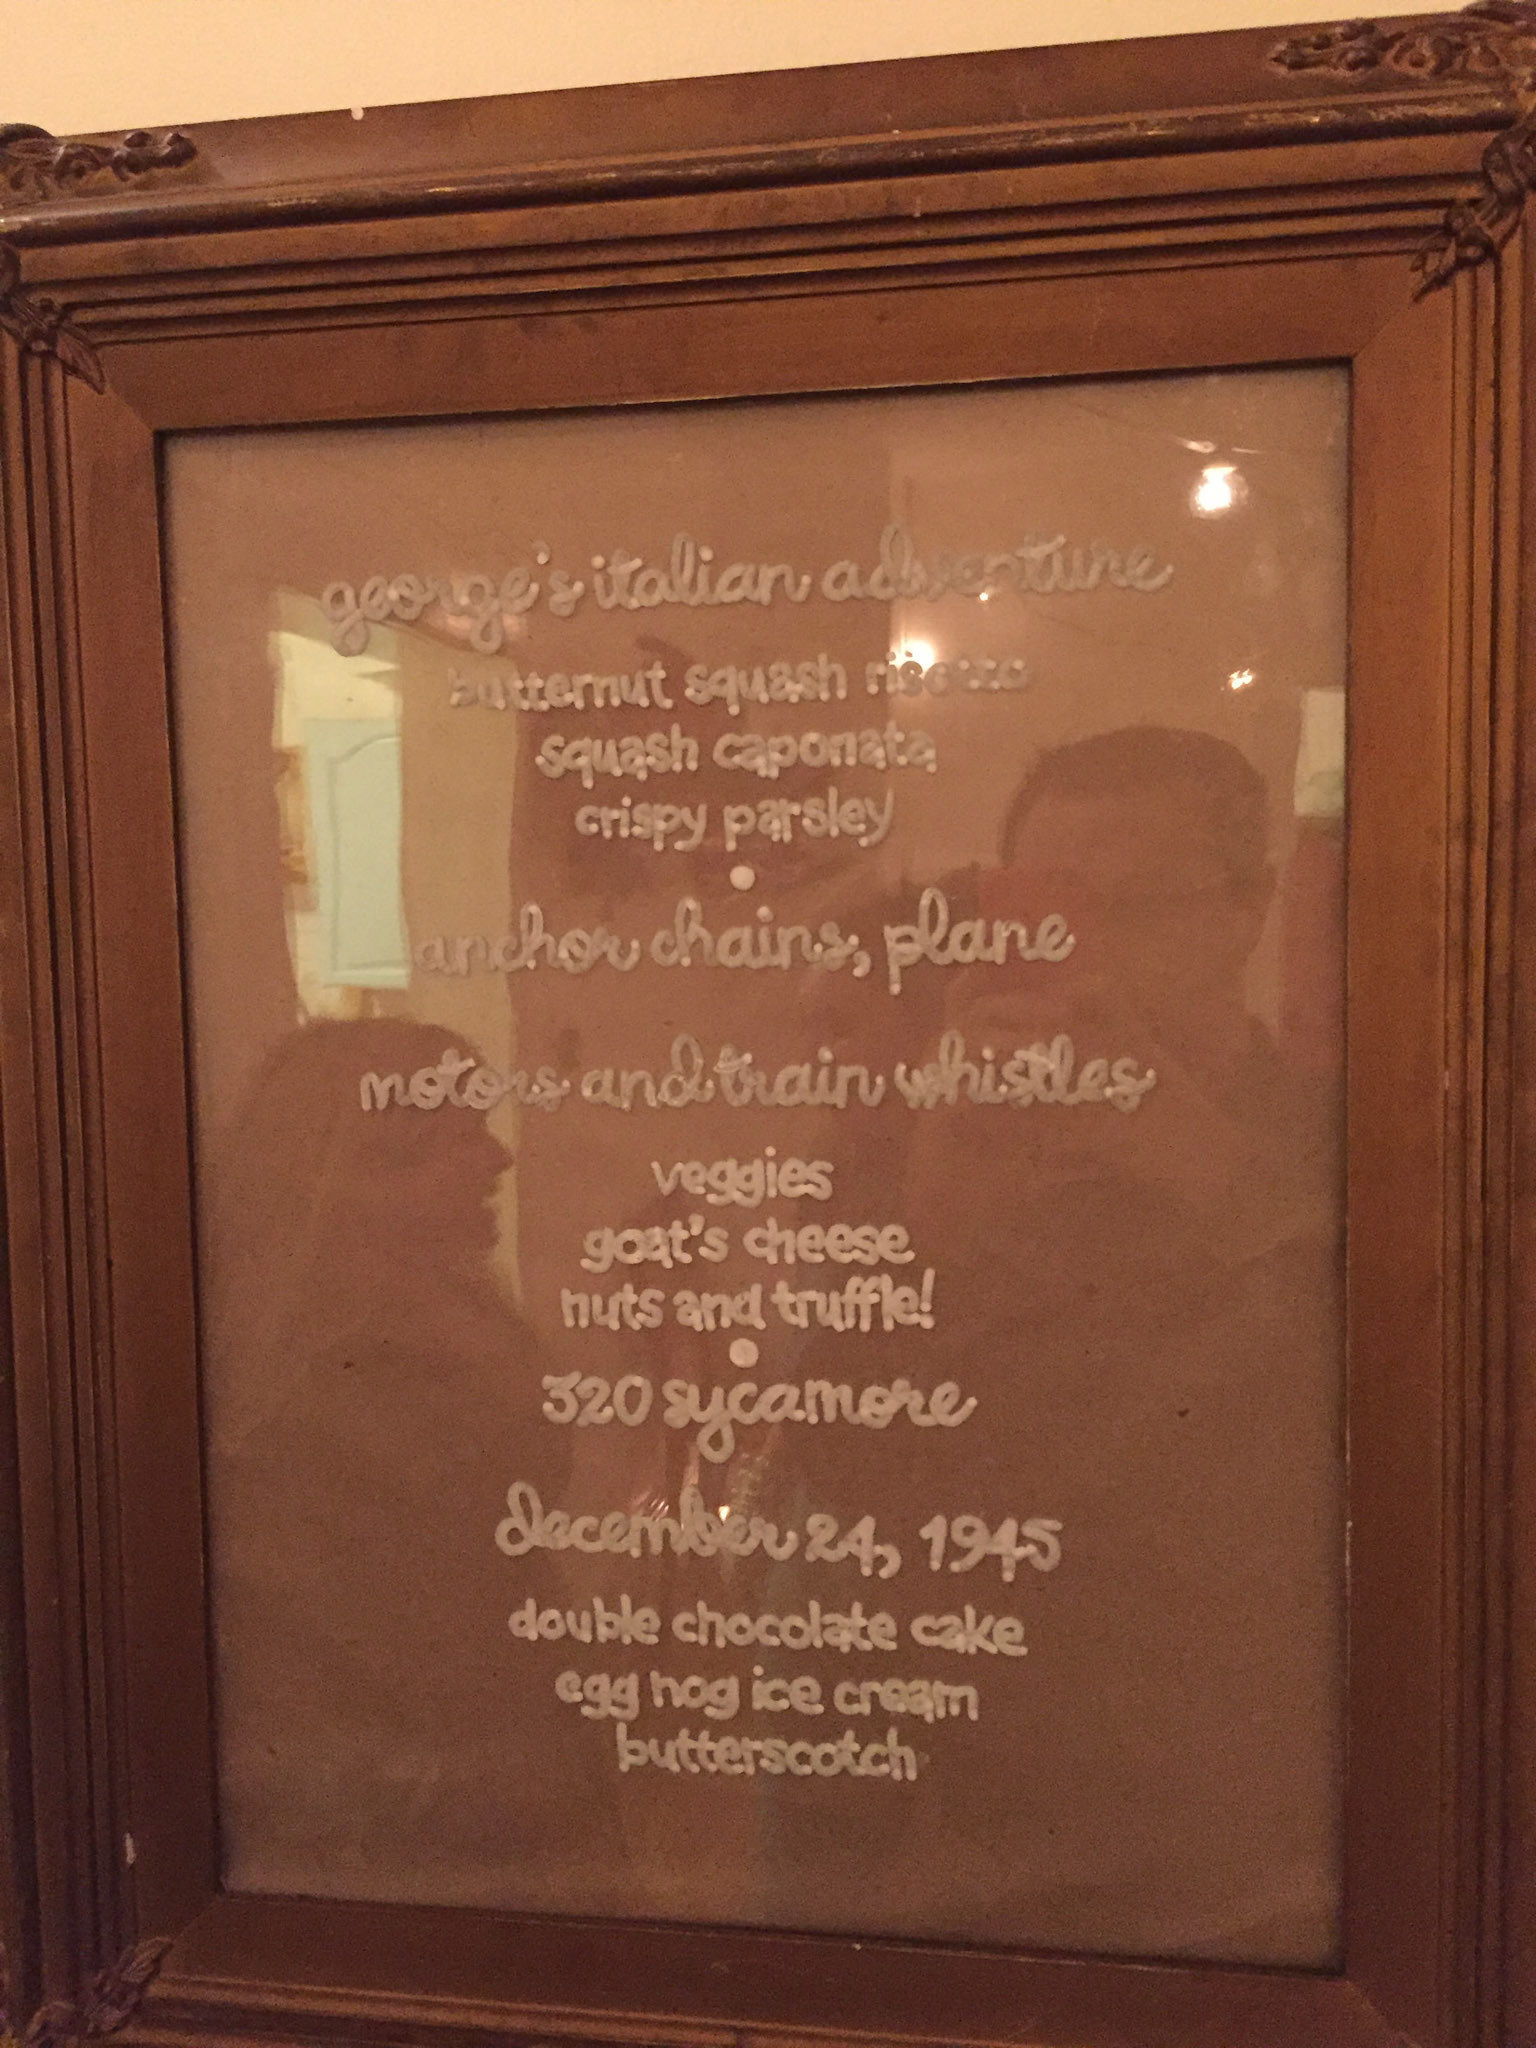 george's italian adventure
butternut squash risotto
squash caponata
crispy parsley
anchor chains, plane
motors and train whistles
veggies
goat's cheese
nuts and truffle!
320 sycamore
december 24, 1945
double chocolate cake
egg nog ice cream
butterscotch